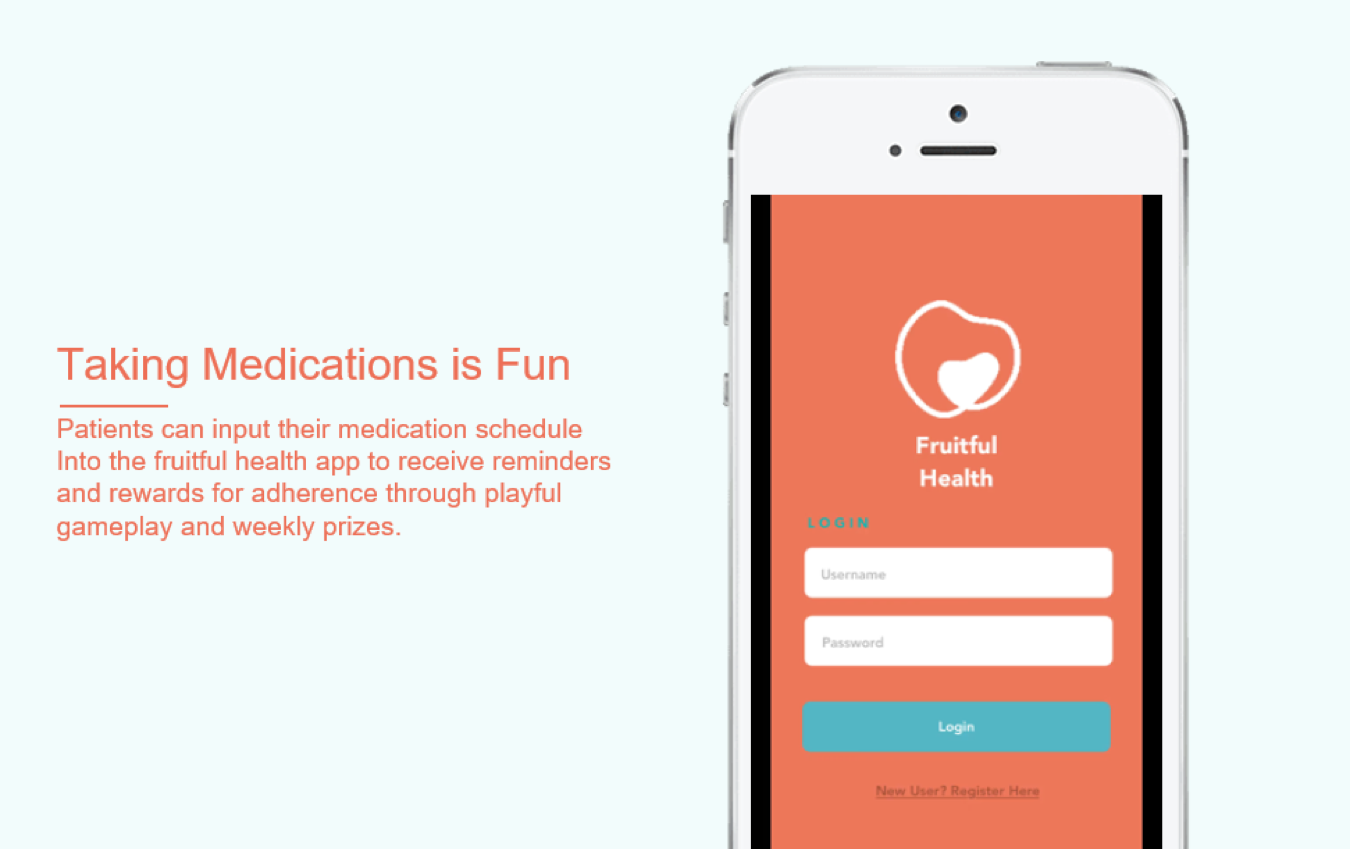 Taking Medications is Fun
Patients can input their medication schedule
Into the fruitful health app to receive reminders
and rewards for adherence through playful
gameplay and weekly prizes.
Fruitful
Health
LOGIN
Username
Password
Login
New User? Register Here